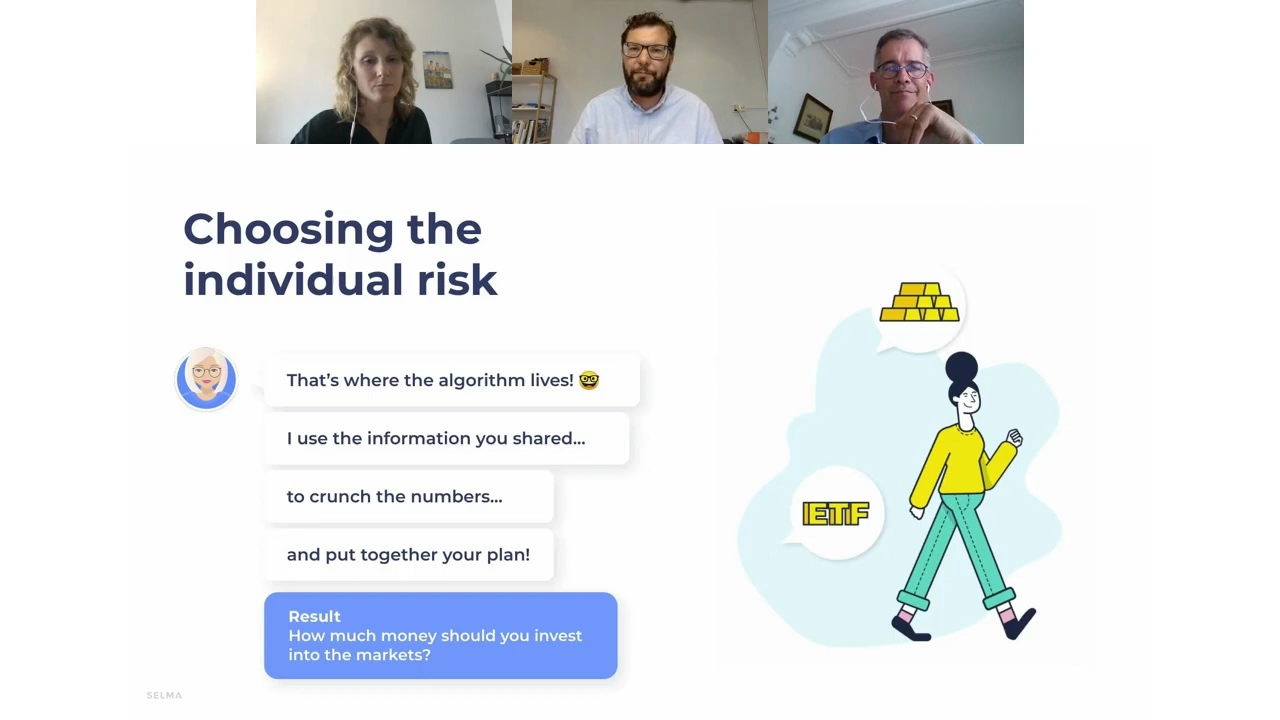 Choosing the
individual risk
That’s where the algorithm lives! 🤓
I use the information you shared...
to crunch the numbers...
and put together your plan!
Result
How much money should you invest
into the markets?
ETF
SELMA